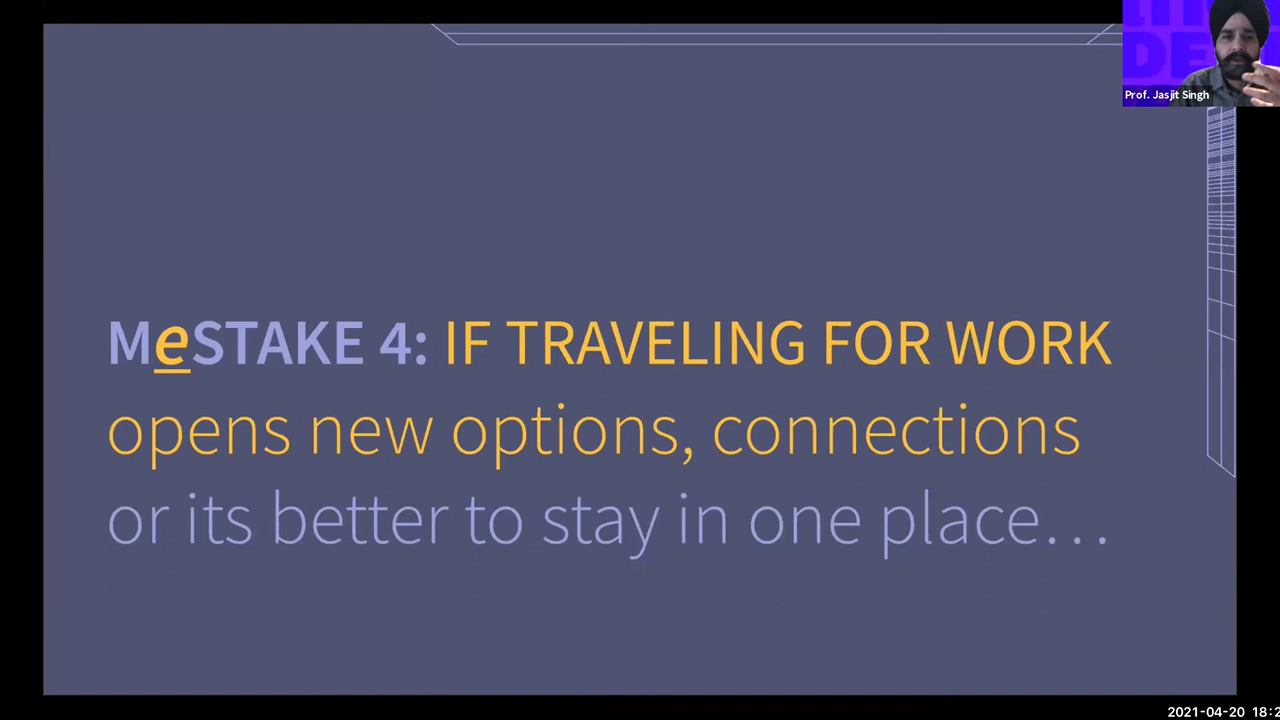 Prof. Jasjit Singh
MeSTAKE 4: IF TRAVELING FOR WORK
opens new options, connections
or its better to stay in one place…
2021-04-20 18:2